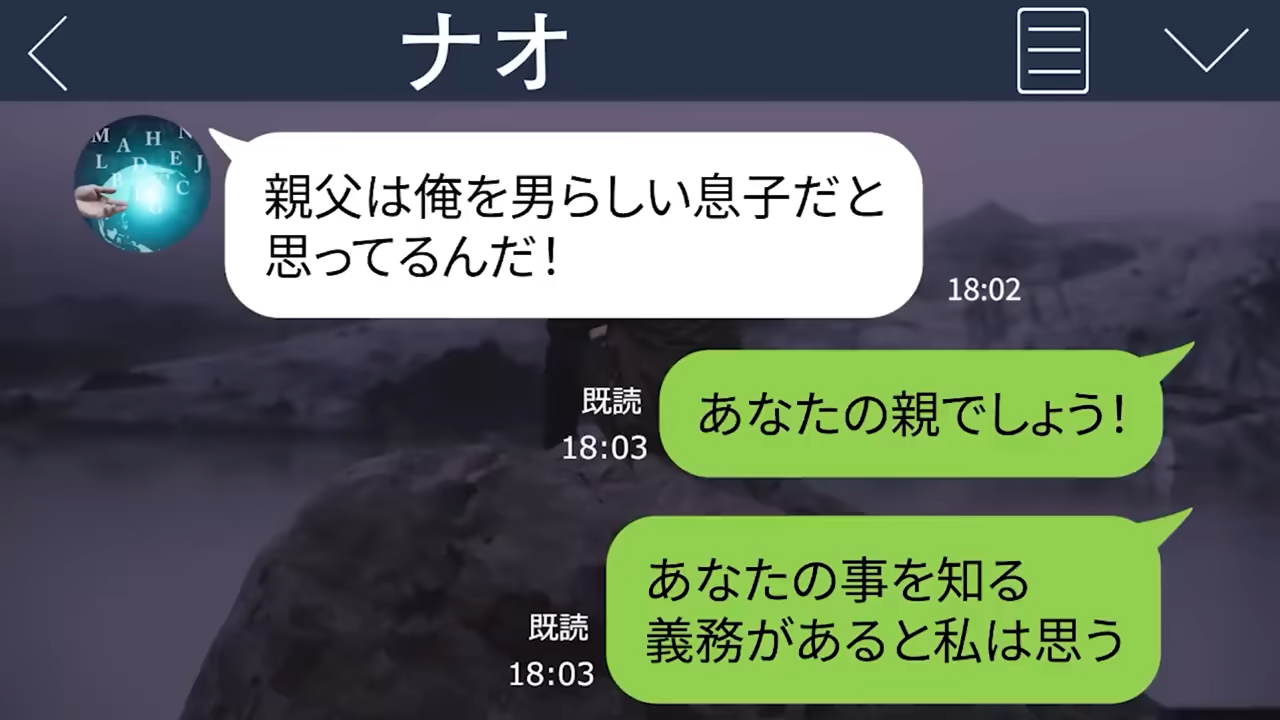 ナオ
M A H N
L D E J
B C
G
親父は俺を男らしい息子だと
思ってるんだ！
18:02
既読
18:03
あなたの親でしょう！
あなたの事を知る
義務があると私は思う
既読
18:03